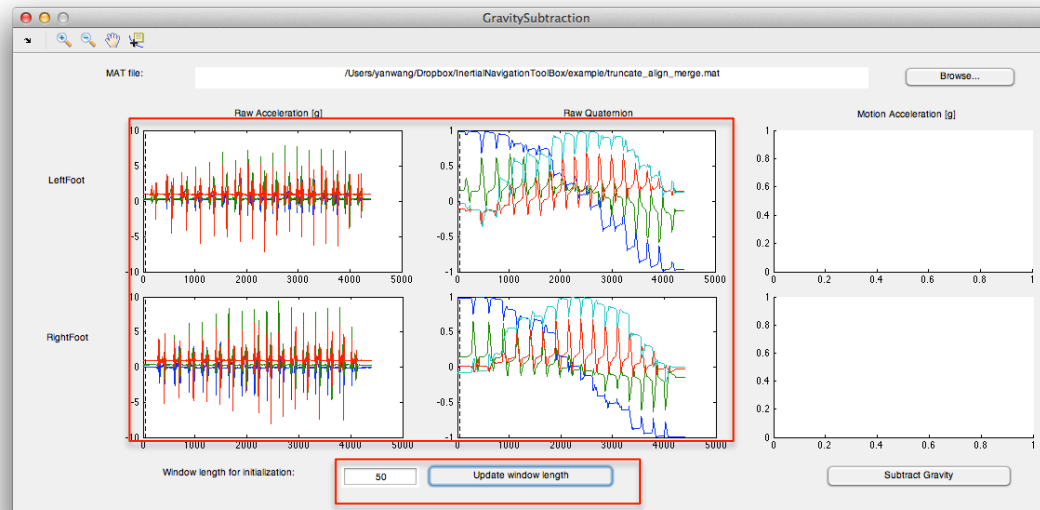 GravitySubtraction
MAT file: /Users/yanwang/Dropbox/InertialNavigationToolBox/example/truncate_align_merge.mat Browse...
Raw Acceleration [g] Raw Quaternion Motion Acceleration [g]
LeftFoot
10
5
0
-5
-10
0 1000 2000 3000 4000 5000
1
0.5
0
-0.5
-1
0 1000 2000 3000 4000 5000
1
0.8
0.6
0.4
0.2
0
0 0.2 0.4 0.6 0.8 1
RightFoot
10
5
0
-5
-10
0 1000 2000 3000 4000 5000
1
0.5
0
-0.5
-1
0 1000 2000 3000 4000 5000
1
0.8
0.6
0.4
0.2
0
0 0.2 0.4 0.6 0.8 1
Window length for initialization: 50 Update window length Subtract Gravity